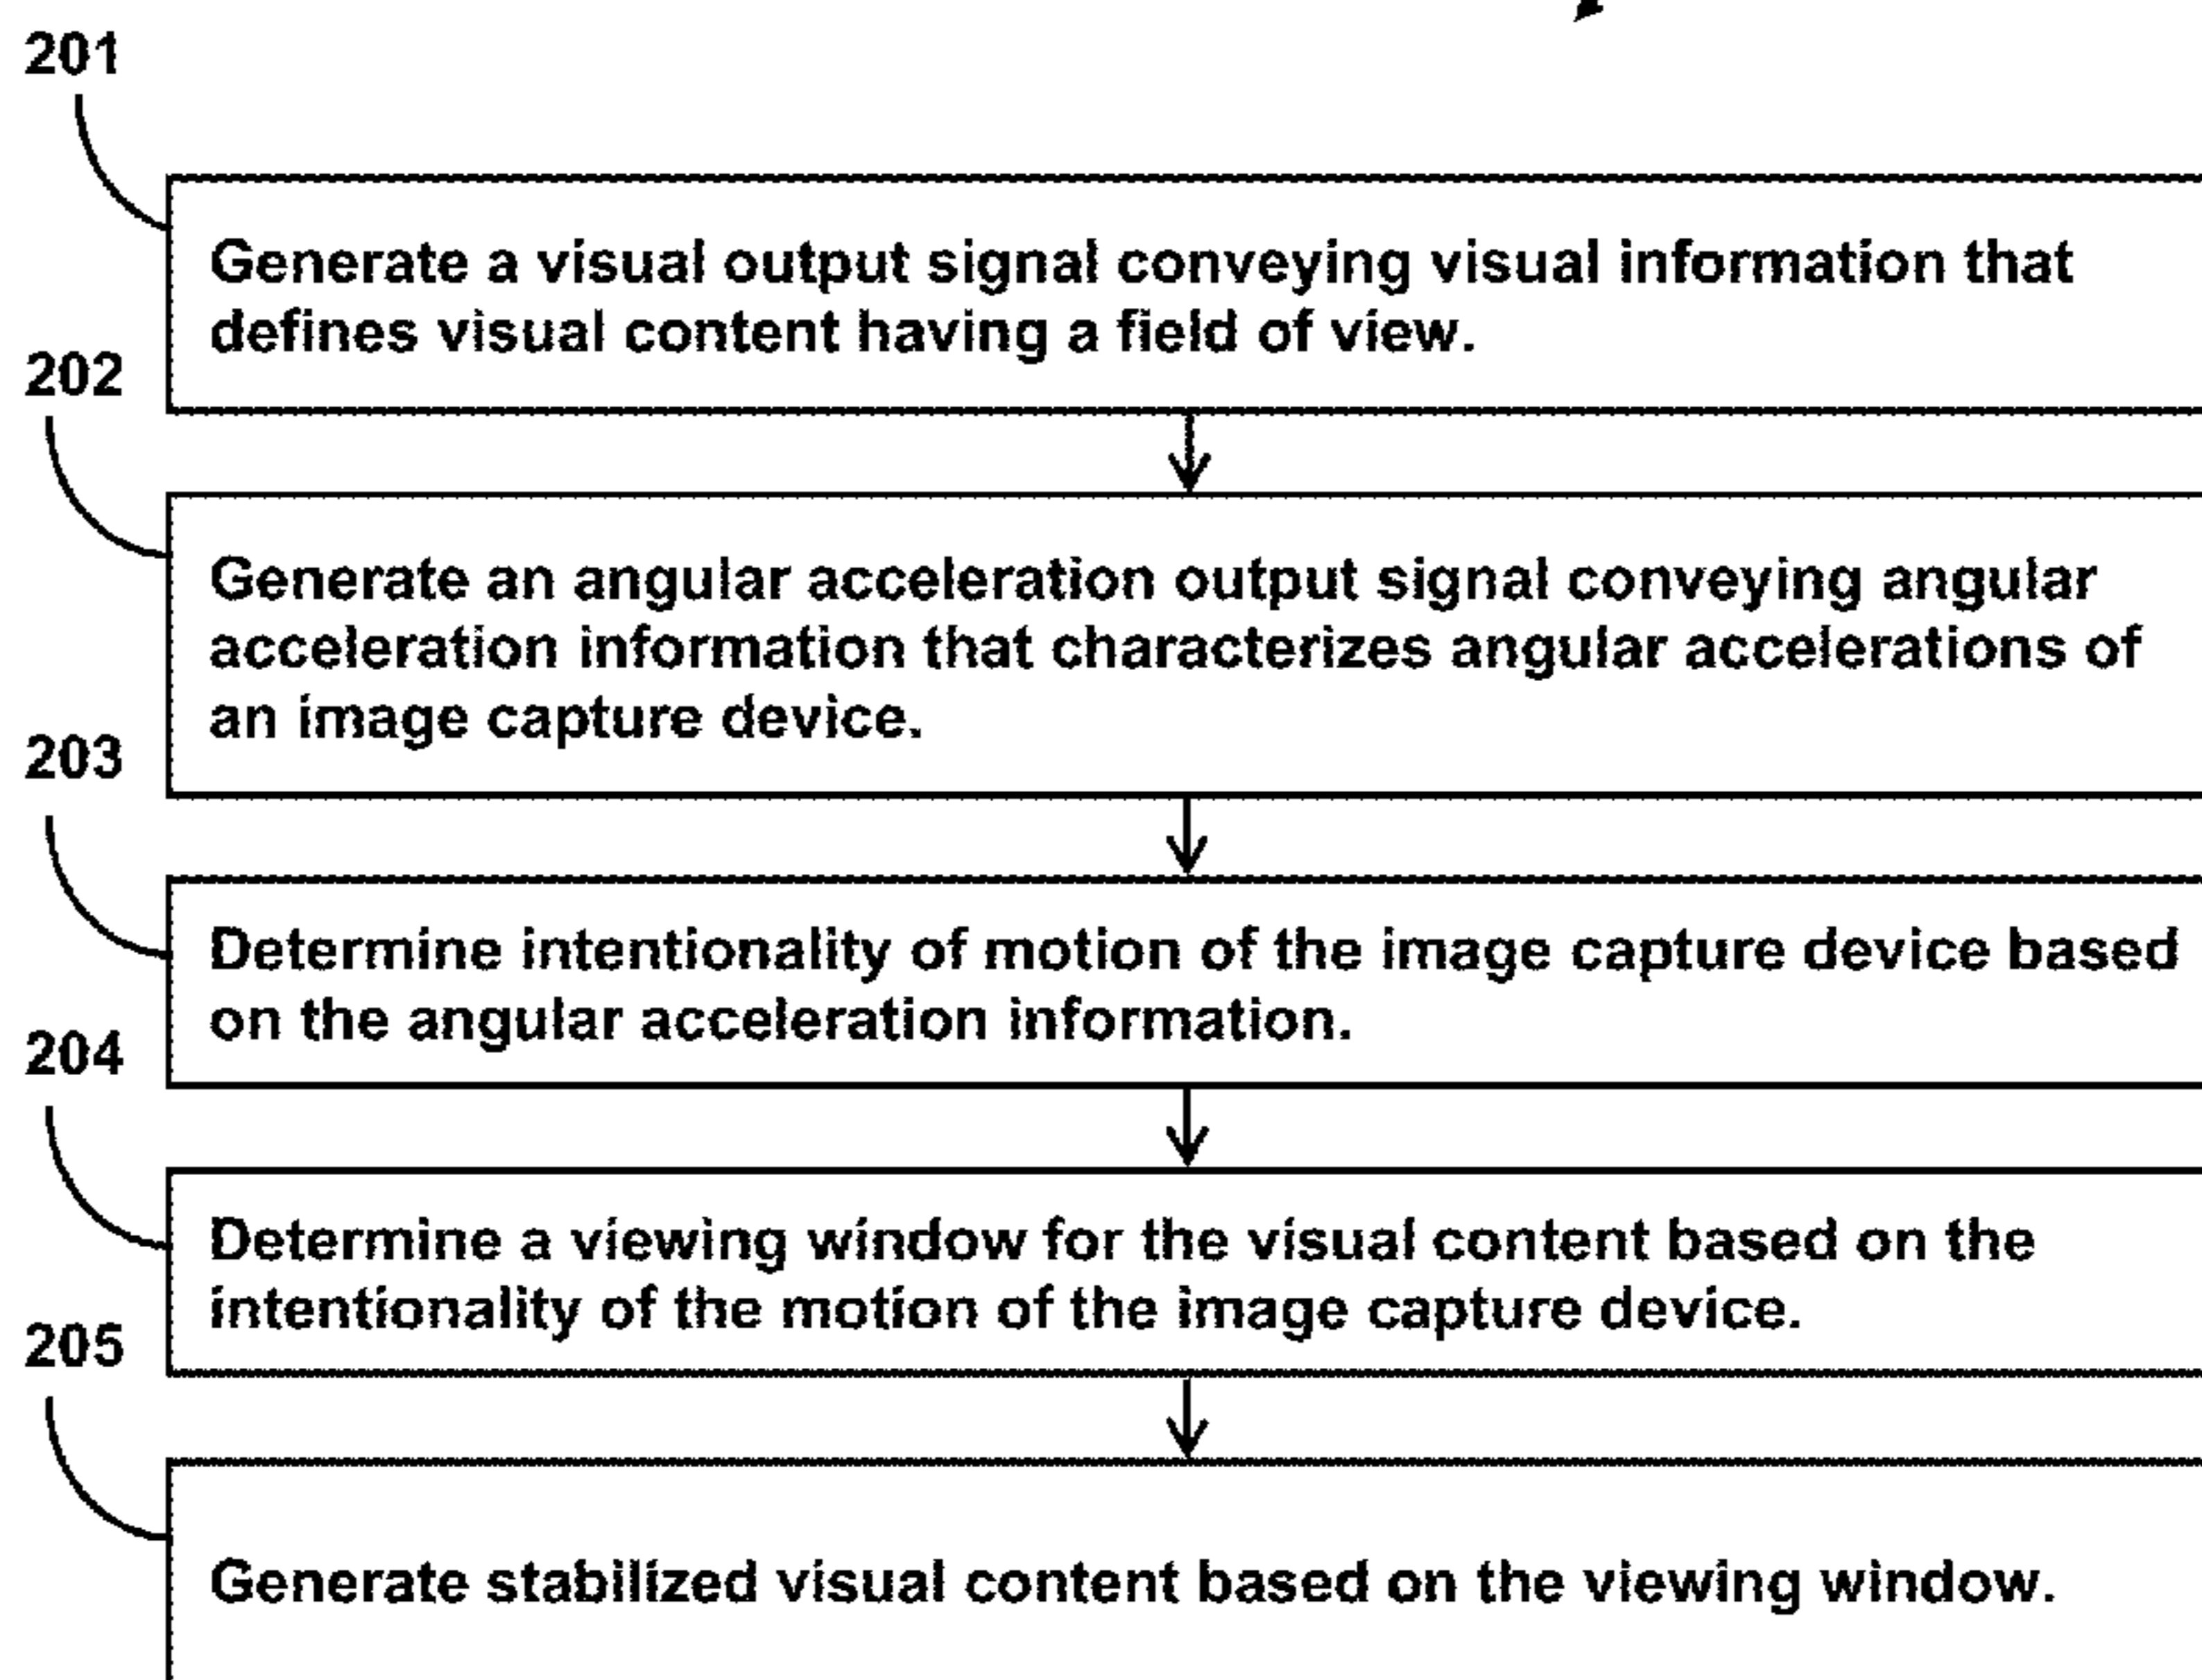 201
Generate a visual output signal conveying visual information that
defines visual content having a field of view.
202
Generate an angular acceleration output signal conveying angular
acceleration information that characterizes angular accelerations of
an image capture device.
203
Determine intentionality of motion of the image capture device based
on the angular acceleration information.
204
Determine a viewing window for the visual content based on the
intentionality of the motion of the image capture device.
205
Generate stabilized visual content based on the viewing window.